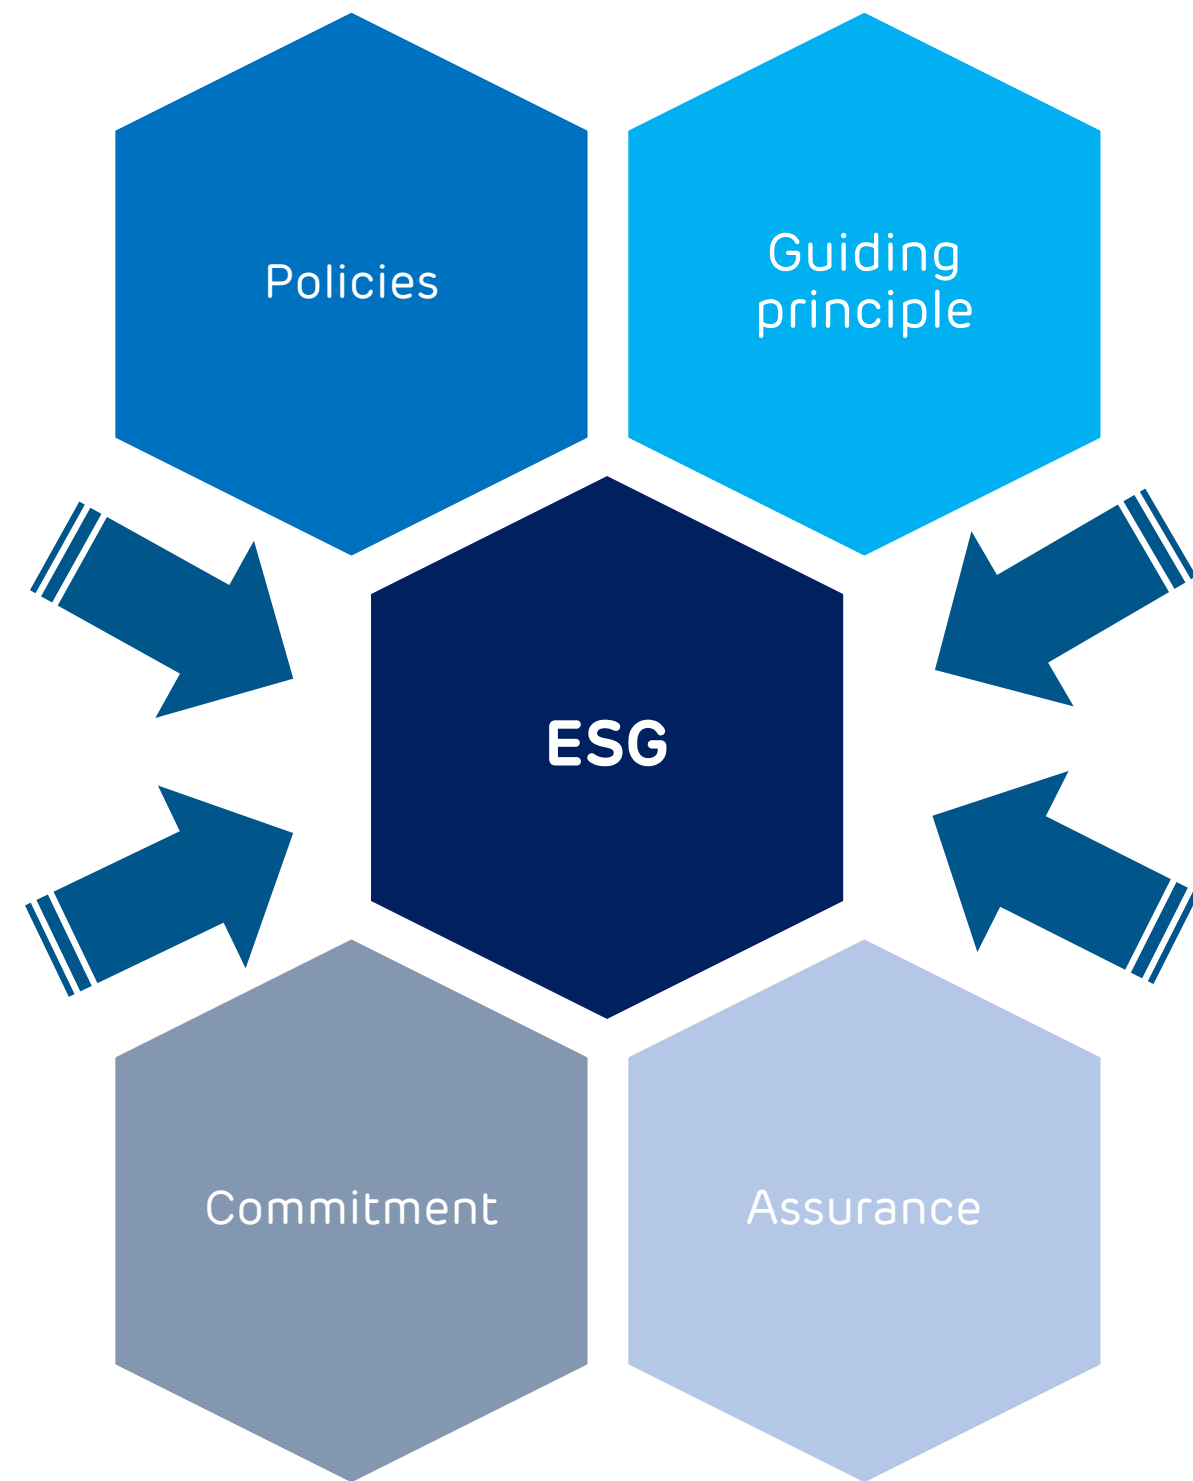 Policies
Guiding
principle
ESG
Commitment
Assurance